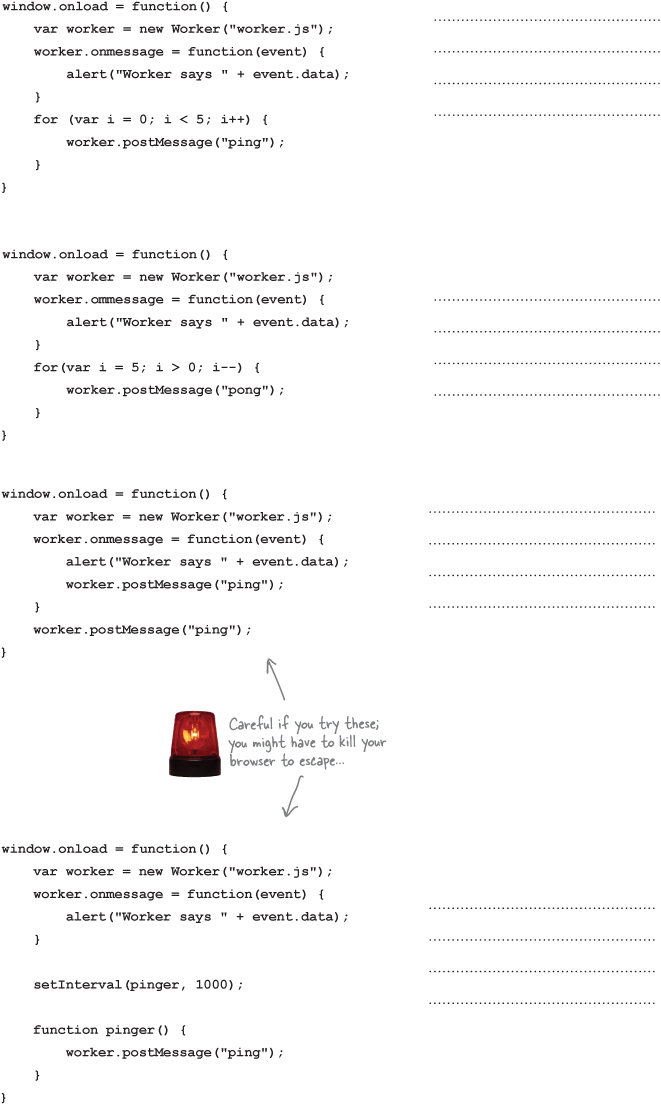 window.onload = function() {
var worker = new Worker("worker.js");
worker.onmessage = function(event) {
alert("Worker says " + event.data);
}
for (var i = 0; i < 5; i++) {
worker.postMessage("ping");
}
}
window.onload = function() {
var worker = new Worker("worker.js");
worker.ommessage = function(event) {
alert("Worker says " + event.data);
}
for(var i = 5; i > 0; i--) {
worker.postMessage("pong");
}
}
window.onload = function() {
var worker = new Worker("worker.js");
worker.onmessage = function(event) {
alert("Worker says " + event.data);
worker.postMessage("ping");
}
worker.postMessage("ping");
}
Careful if you try these;
you might have to kill your
browser to escape...
window.onload = function() {
var worker = new Worker("worker.js");
worker.onmessage = function(event) {
alert("Worker says " + event.data);
}
setInterval(pinger, 1000);
function pinger() {
worker.postMessage("ping");
}
}